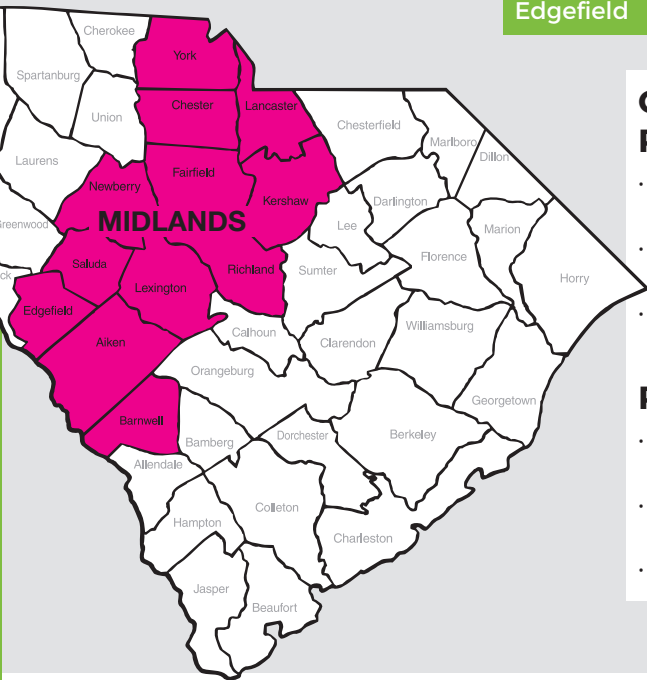 Edgefield
Cherokee
York
Spartanburg
Union
Chester
Lancaster
Chesterfield
Marlboro
Dillon
Laurens
Newberry
Fairfield
Kershaw
Darlington
MIDLANDS
Lee
Marion
Florence
Saluda
Lexington
Richland
Sumter
Horry
Edgefield
Aiken
Calhoun
Clarendon
Williamsburg
Orangeburg
Georgetown
Barnwell
Bamberg
Dorchester
Berkeley
Allendale
Colleton
Hampton
Charleston
Jasper
Beaufort